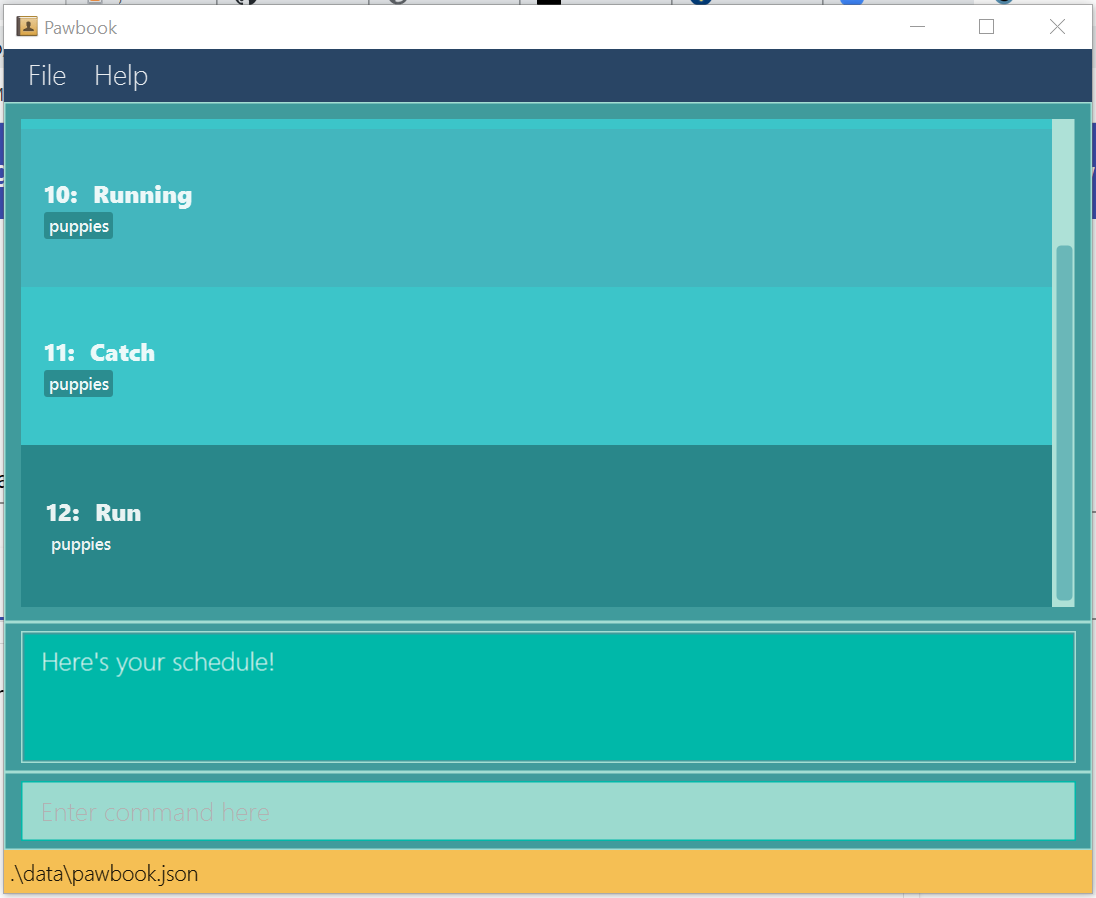 Pawbook
File Help
10: Running
puppies
11: Catch
puppies
12: Run
puppies
Here's your schedule!
Enter command here
.\data\pawbook.json